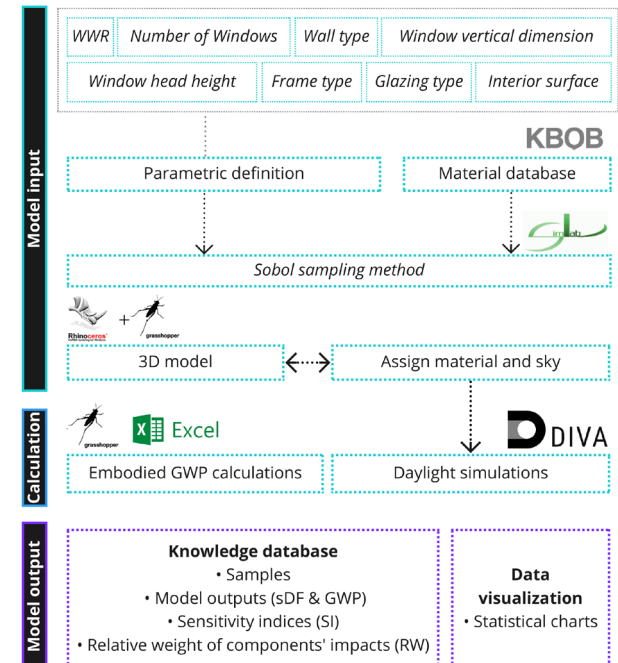 WWR
Number of Windows
Wall type
Window vertical dimension
Window head height
Frame type
Glazing type
Interior surface
KBOB
Parametric definition
Material database
Model input
Sobol sampling method
Rhinoceros
+
grasshopper
3D model
Assign material and sky
Calculation
grasshopper
Excel
DIVA
Embodied GWP calculations
Daylight simulations
Model output
Knowledge database
• Samples
• Model outputs (sDF & GWP)
• Sensitivity indices (SI)
• Relative weight of components' impacts (RW)
Data
visualization
• Statistical charts